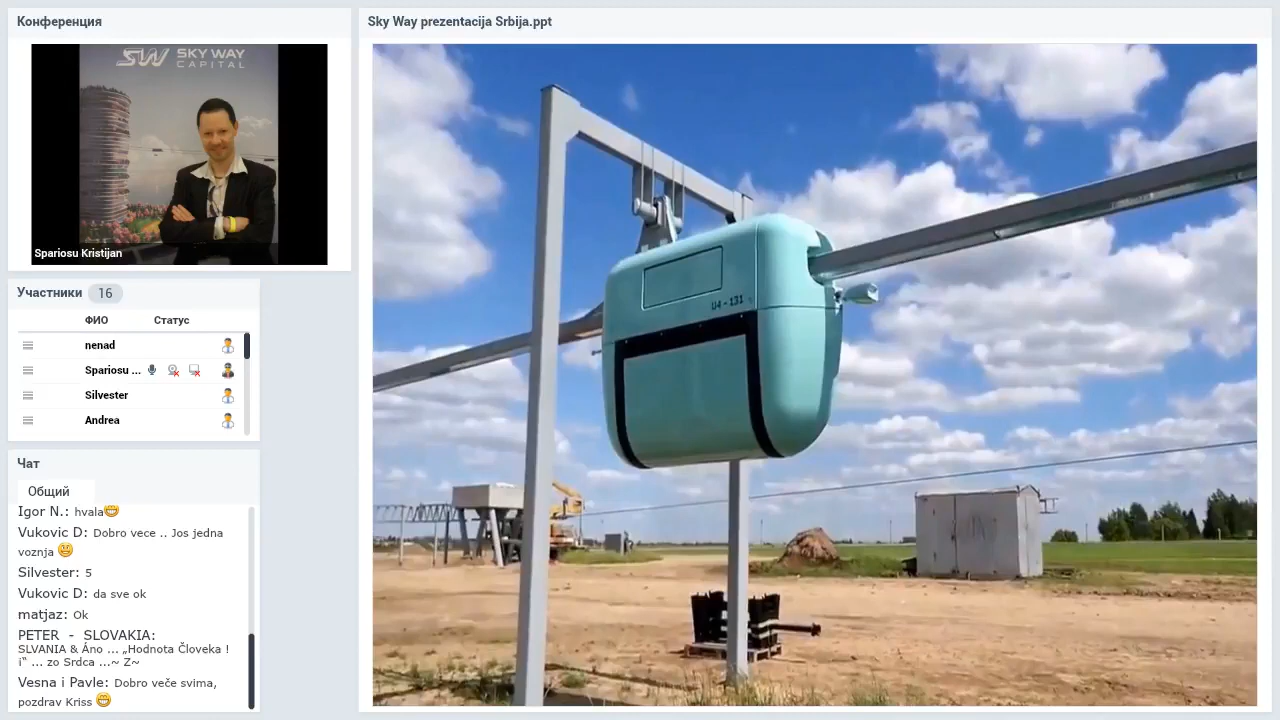 Конференция
SKY WAY
CAPITAL
Spariosu Kristijan
Участники 16
ФИО Статус
nenad
Spariosu ...
Silvester
Andrea
Чат
Общий
Igor N.: hvala
Vukovic D: Dobro vece .. Jos jedna
voznja
Silvester: 5
Vukovic D: da sve ok
matjaz: Ok
PETER - SLOVAKIA:
SLVANIA & Áno ... „Hodnota Človeka !
i“ ... zo Srdca ...~ Z~
Vesna i Pavle: Dobro veče svima,
pozdrav Kriss
Sky Way prezentacija Srbija.ppt
U4-131